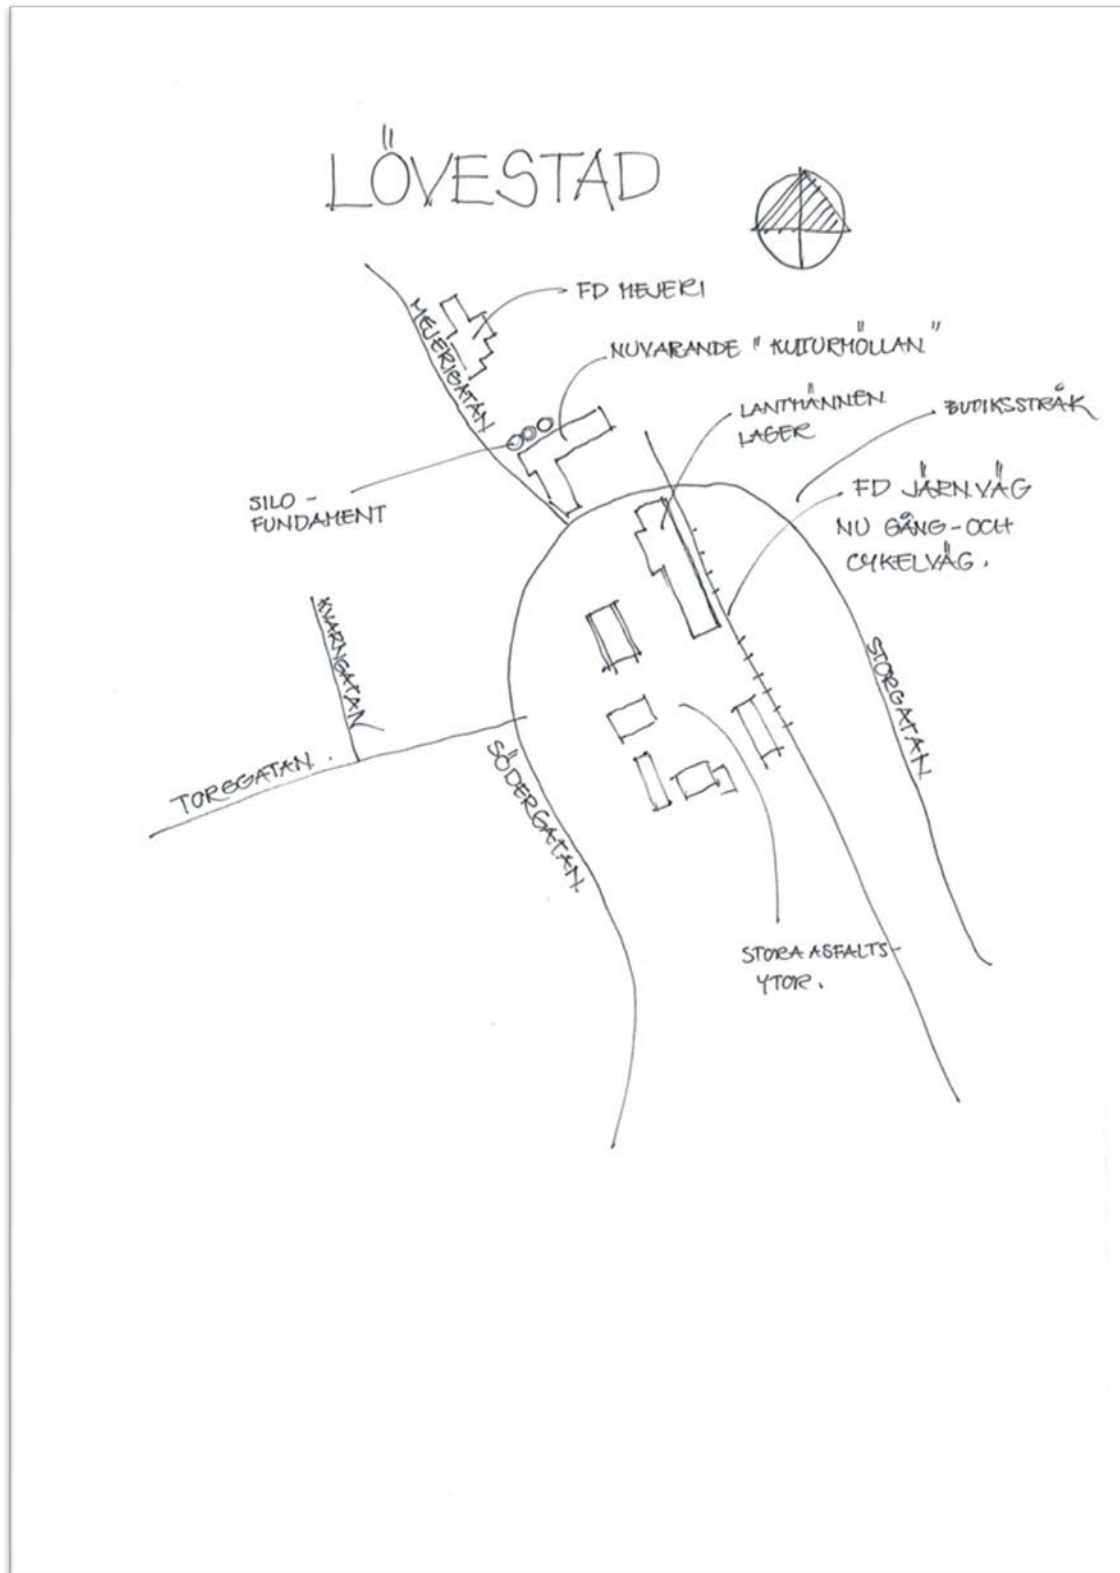 LÖVESTAD
FD MEJERI
MEJERIGATAN
NUVARANDE "KULTURMÖLLAN"
LANTMÄNNEN
LAGER
BUTIKSSTRÅK
SILO-
FUNDAMENT
FD JÄRNVÄG
NU GÅNG-OCH
CYKELVÄG.
KVARNGATAN
STORGATAN
TOREGATAN.
SÖDERGATAN
STORA ASFALTS-
YTOR.